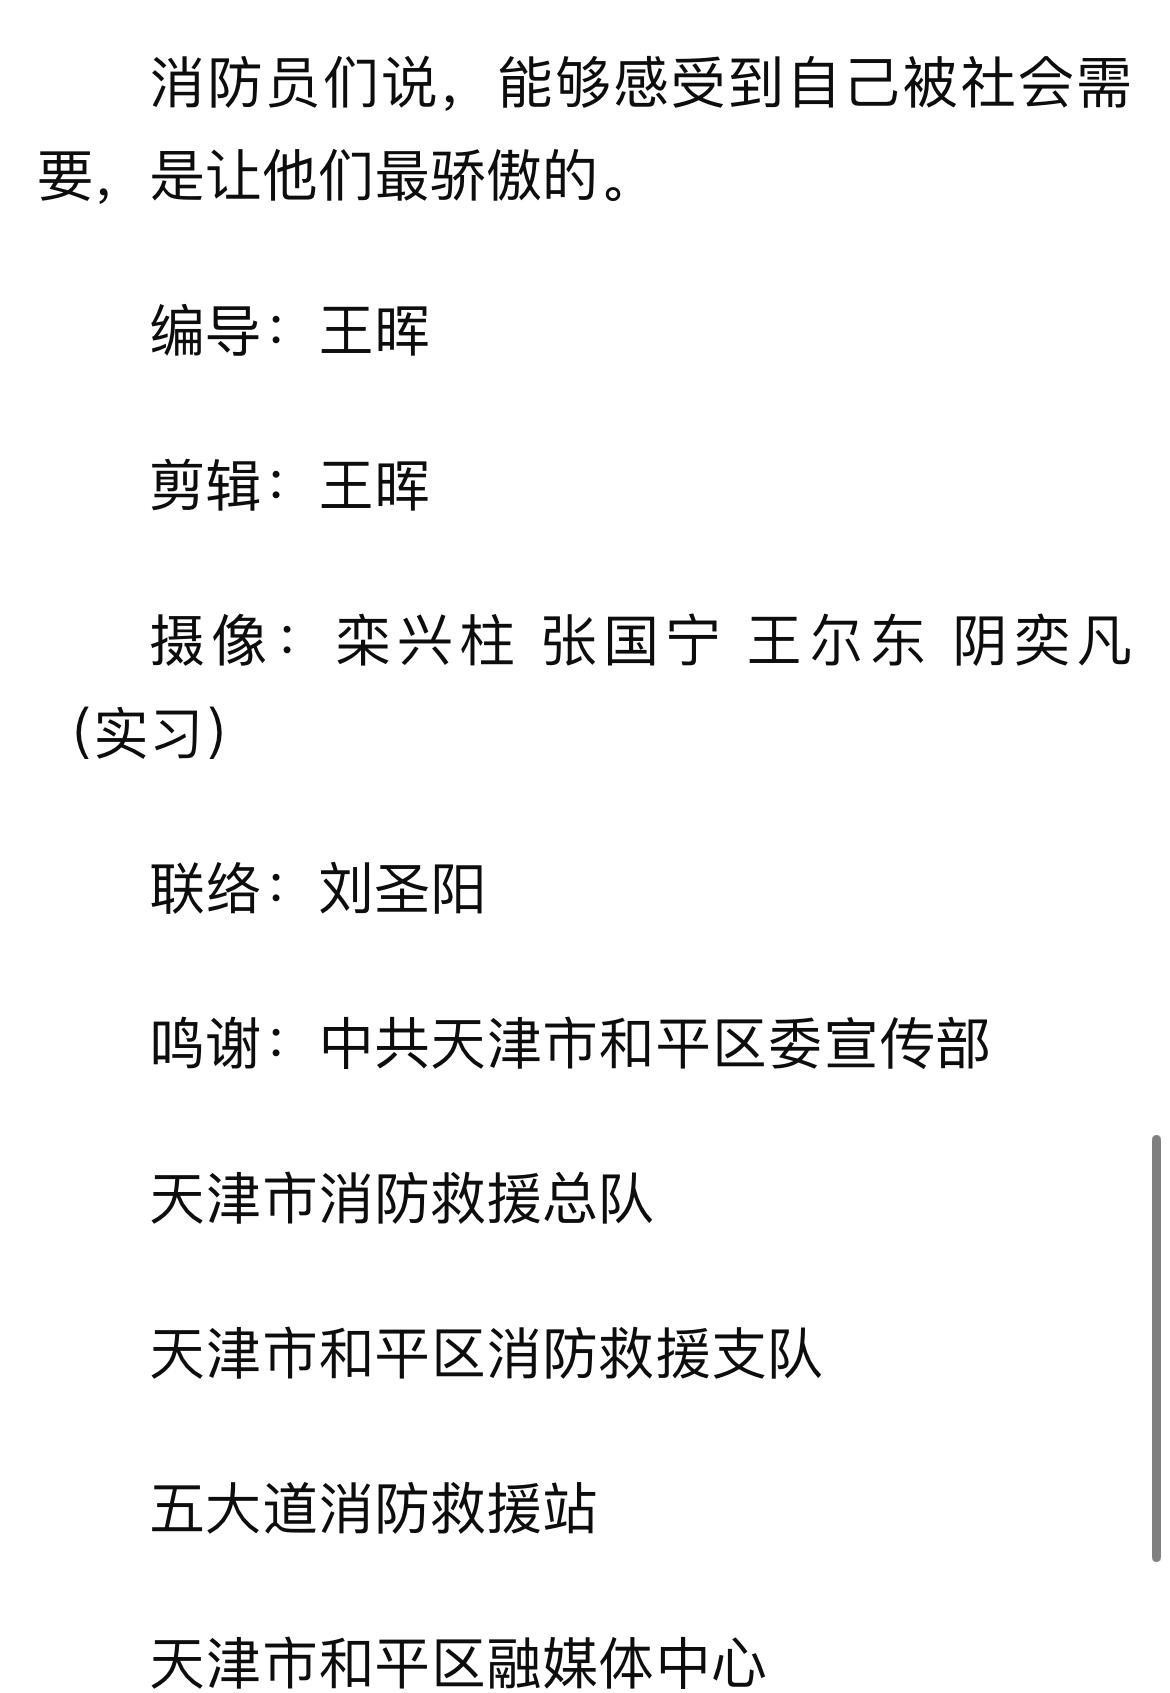 消防员们说，能够感受到自己被社会需
要，是让他们最骄傲的。
编导：王晖
剪辑：王晖
摄像：栾兴柱 张国宁 王尔东 阴奕凡
（实习）
联络：刘圣阳
鸣谢：中共天津市和平区委宣传部
天津市消防救援总队
天津市和平区消防救援支队
五大道消防救援站
天津市和平区融媒体中心